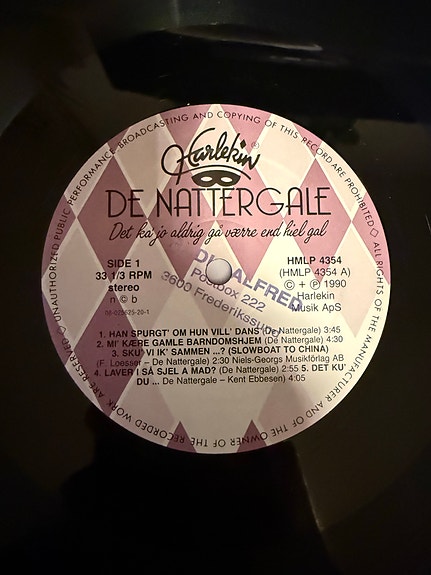 UNAUTHORIZED PUBLIC PERFORMANCE, BROADCASTING AND COPYING OF THIS RECORD ARE PROHIBITED ◇ ALL RIGHTS OF THE MANUFACTURER AND OF THE OWNER OF THE RECORDED WORK ARE RESERVED ◇
Harlekin
DE NATTERGALE
Det ka jo aldrig gå værre end hiel gal
SIDE 1
33 1/3 RPM
stereo
n © b
HMLP 4354
(HMLP 4354 A)
© + ℗ 1990
Harlekin
Musik ApS
ALFRED
Postbox 222
3600 Frederikssund
1. HAN SPURGT' OM HUN VILL' DANS' (De Nattergale) 3:45
2. MI' KÆRE GAMLE BARNDOMSHJEM (De Nattergale) 4:30
3. SKU' VI IK' SAMMEN ...? (SLOWBOAT TO CHINA)
(F. Loesser – De Nattergale) 2:30 Niels-Georgs Musikförlag AB
4. LAVER I SÅ SJEL A MAD? (De Nattergale) 2:55 5. DET KU'
DU ... (De Nattergale – Kent Ebbesen) 4:05